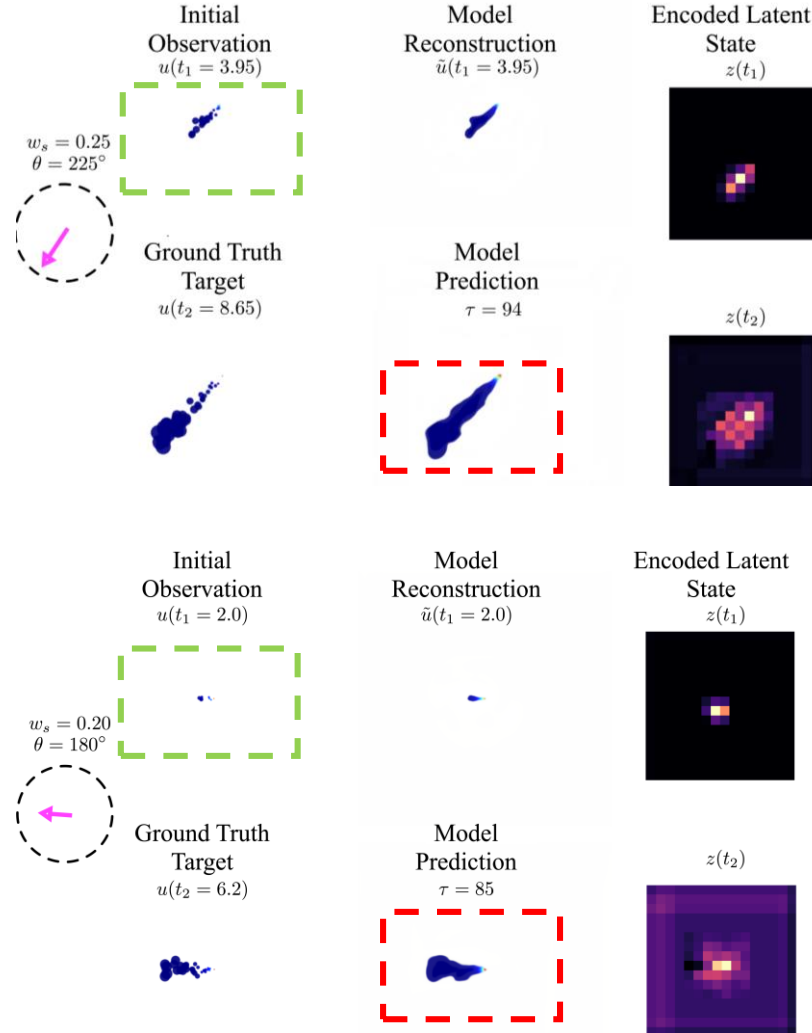 Initial
Observation
u(t₁ = 3.95)
Model
Reconstruction
ũ(t₁ = 3.95)
Encoded Latent
State
z(t₁)
wₛ = 0.25
θ = 225°
Ground Truth
Target
u(t₂ = 8.65)
Model
Prediction
τ = 94
z(t₂)
Initial
Observation
u(t₁ = 2.0)
Model
Reconstruction
ũ(t₁ = 2.0)
Encoded Latent
State
z(t₁)
wₛ = 0.20
θ = 180°
Ground Truth
Target
u(t₂ = 6.2)
Model
Prediction
τ = 85
z(t₂)